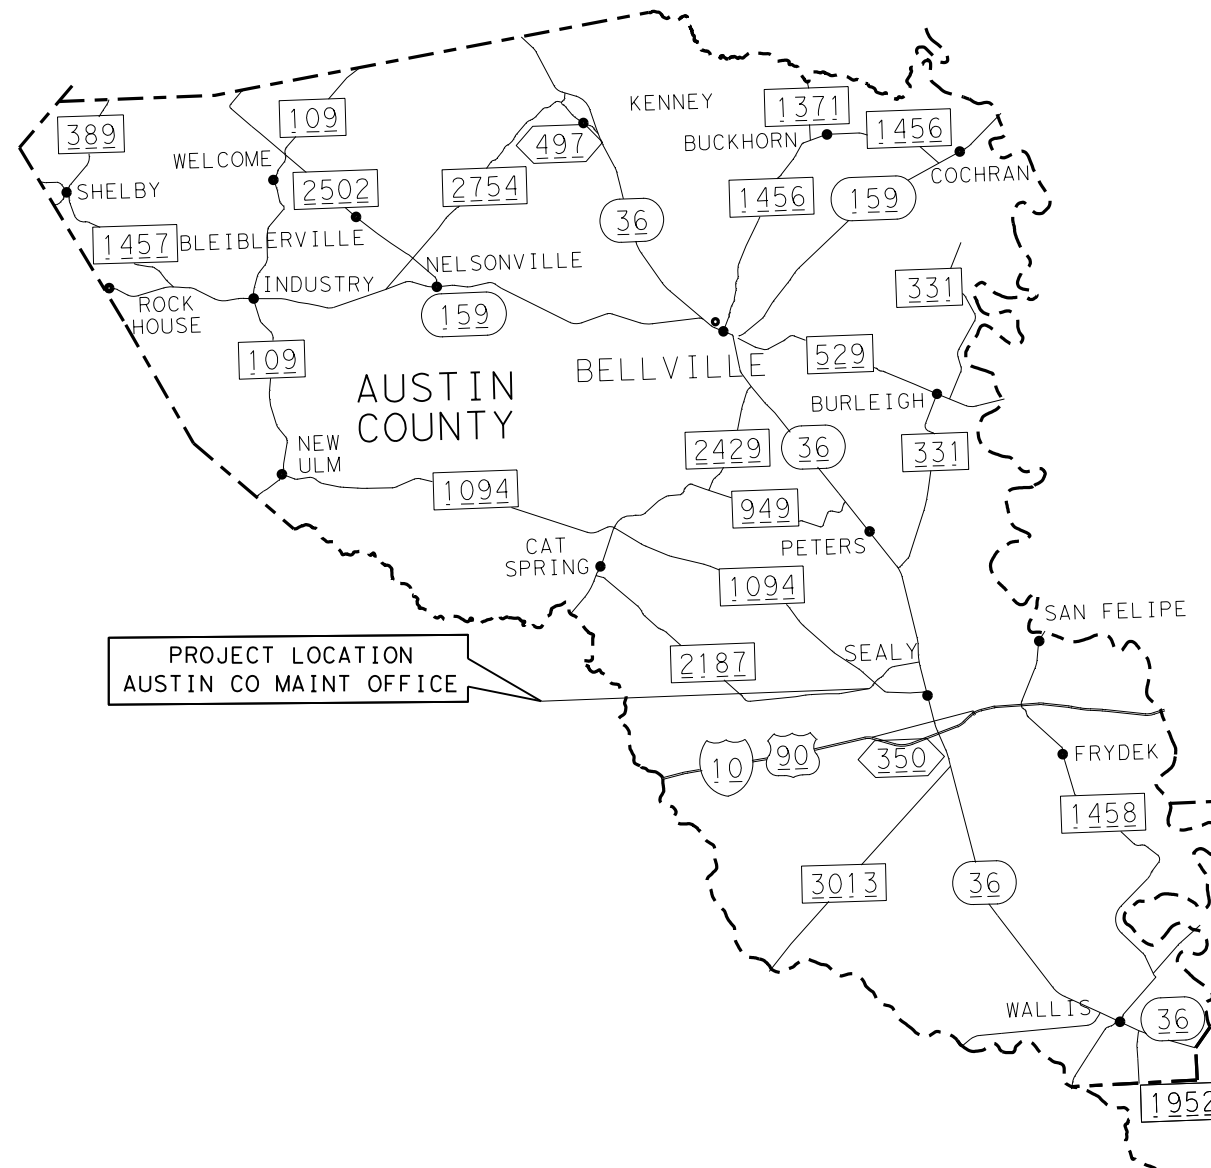 KENNEY
1371
109
389
497
BUCKHORN
1456
WELCOME
SHELBY
2502
2754
1456
159
COCHRAN
36
1457
BLEIBLERVILLE
NELSONVILLE
INDUSTRY
331
ROCK
HOUSE
159
109
BELLVILLE
529
AUSTIN
COUNTY
BURLEIGH
NEW
ULM
2429
36
331
1094
949
CAT
SPRING
PETERS
1094
SAN FELIPE
PROJECT LOCATION
AUSTIN CO MAINT OFFICE
2187
SEALY
10
90
350
FRYDEK
1458
3013
36
WALLIS
36
1952